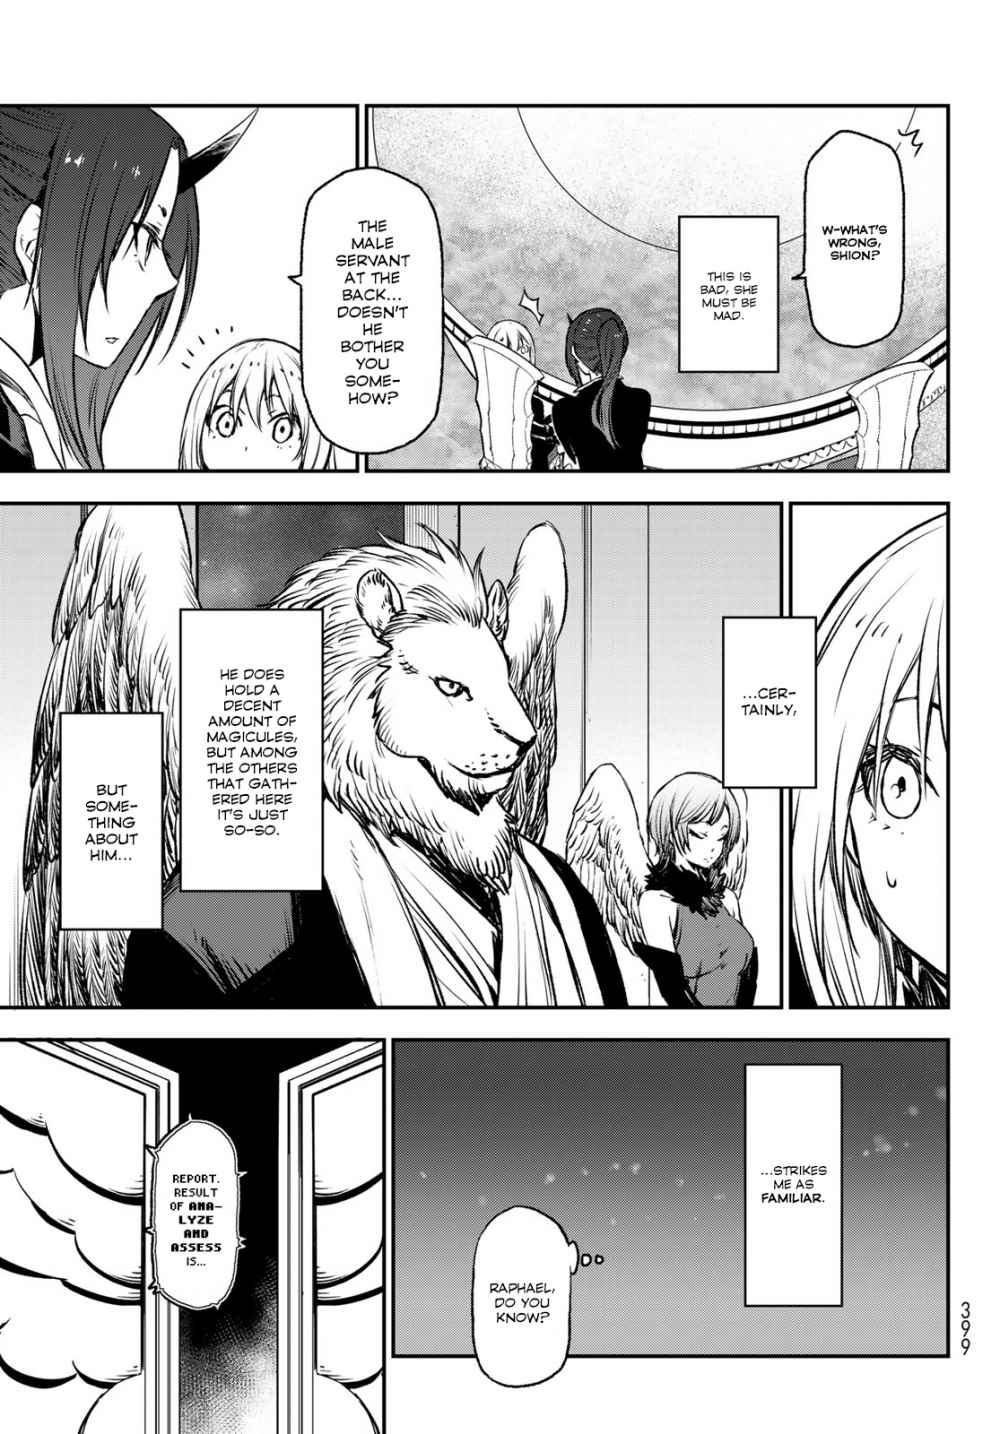 W-WHAT'S
WRONG,
SHION?
THIS IS
BAD, SHE
MUST BE
MAD.
THE
MALE
SERVANT
AT THE
BACK...
DOESN'T
HE
BOTHER
YOU
SOME-
HOW?
...CER-
TAINLY,
HE DOES
HOLD A
DECENT
AMOUNT OF
MAGICULES,
BUT AMONG
THE OTHERS
THAT GATH-
ERED HERE
IT'S JUST
SO-SO.
BUT
SOME-
THING
ABOUT
HIM...
...STRIKES
ME AS
FAMILIAR.
RAPHAEL,
DO YOU
KNOW?
REPORT.
RESULT
OF ANA-
LYZE
AND
ASSESS
IS...
399